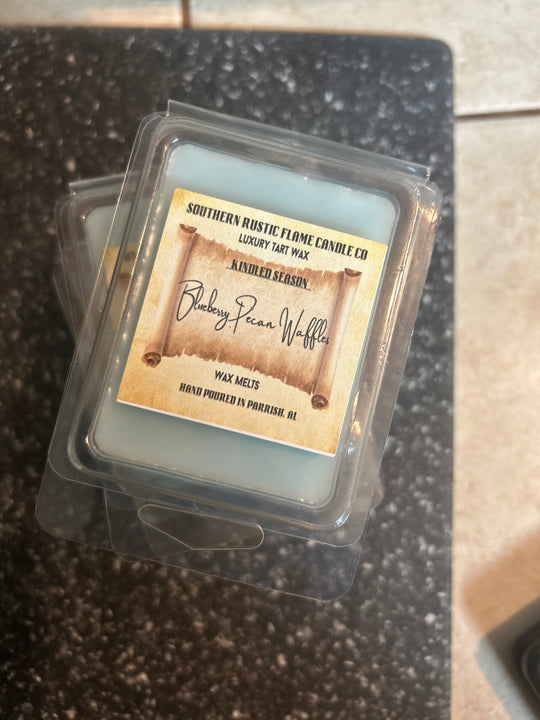 SOUTHERN RUSTIC FLAME CANDLE CO
LUXURY TART WAX
KINDLED SEASON
Blueberry Pecan Waffles
WAX MELTS
HAND POURED IN PARRISH, AL